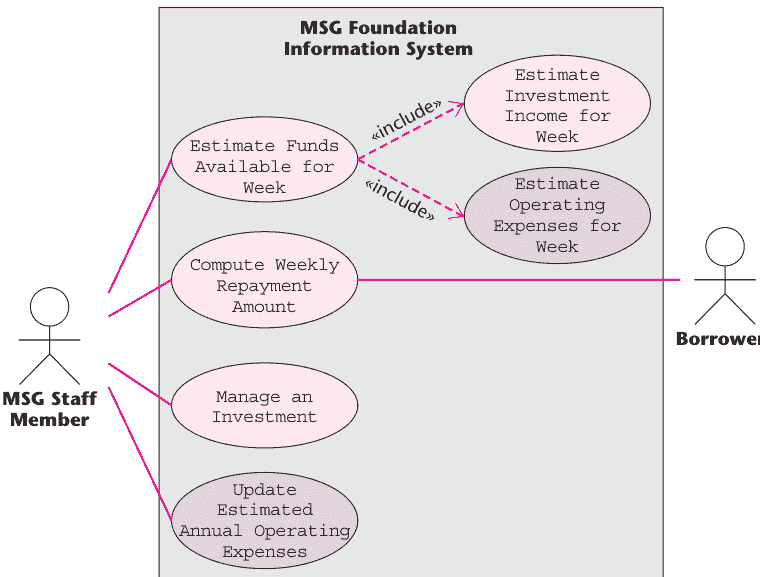 MSG Foundation
Information System
Estimate
Investment
Income for
Week
«include»
Estimate Funds
Available for
Week
«include»
Estimate
Operating
Expenses for
Week
Compute Weekly
Repayment
Amount
Borrower
MSG Staff
Member
Manage an
Investment
Update
Estimated
Annual Operating
Expenses